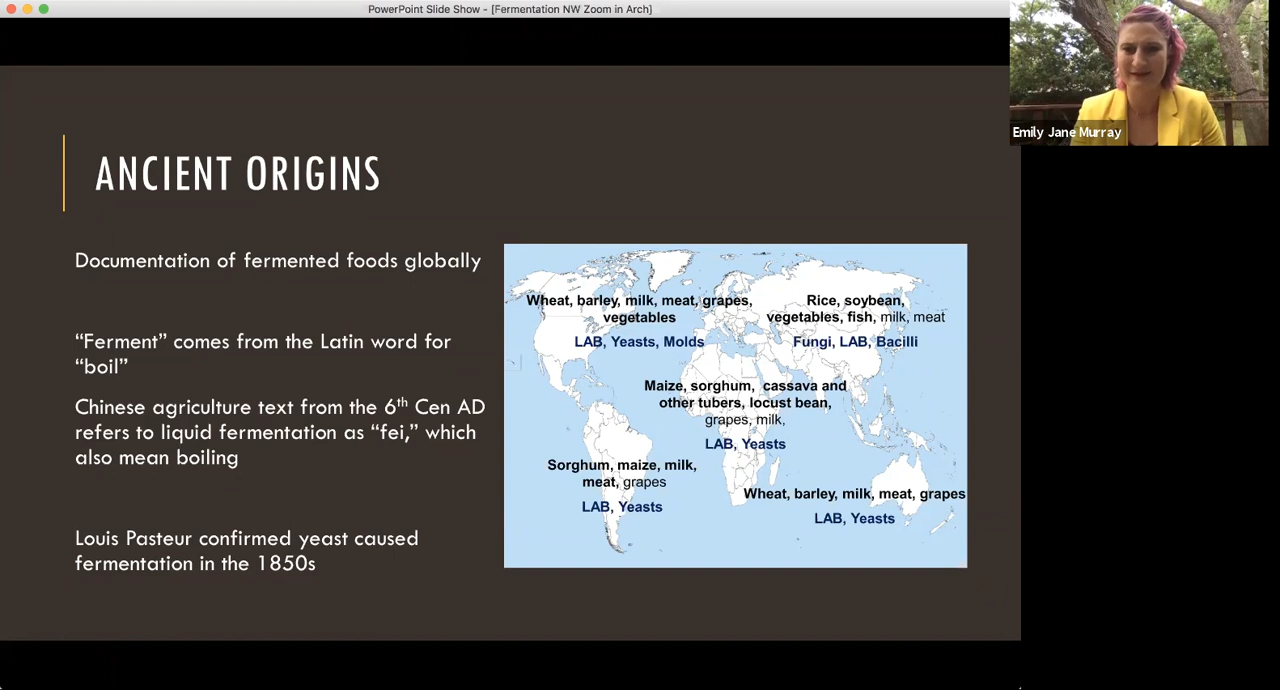 PowerPoint Slide Show - [Fermentation NW Zoom in Arch]
Emily Jane Murray
ANCIENT ORIGINS
Documentation of fermented foods globally
“Ferment” comes from the Latin word for
“boil”
Chinese agriculture text from the 6th Cen AD
refers to liquid fermentation as “fei,” which
also mean boiling
Louis Pasteur confirmed yeast caused
fermentation in the 1850s
Wheat, barley, milk, meat, grapes,
vegetables
LAB, Yeasts, Molds
Rice, soybean,
vegetables, fish, milk, meat
Fungi, LAB, Bacilli
Maize, sorghum, cassava and
other tubers, locust bean,
grapes, milk,
LAB, Yeasts
Sorghum, maize, milk,
meat, grapes
LAB, Yeasts
Wheat, barley, milk, meat, grapes
LAB, Yeasts